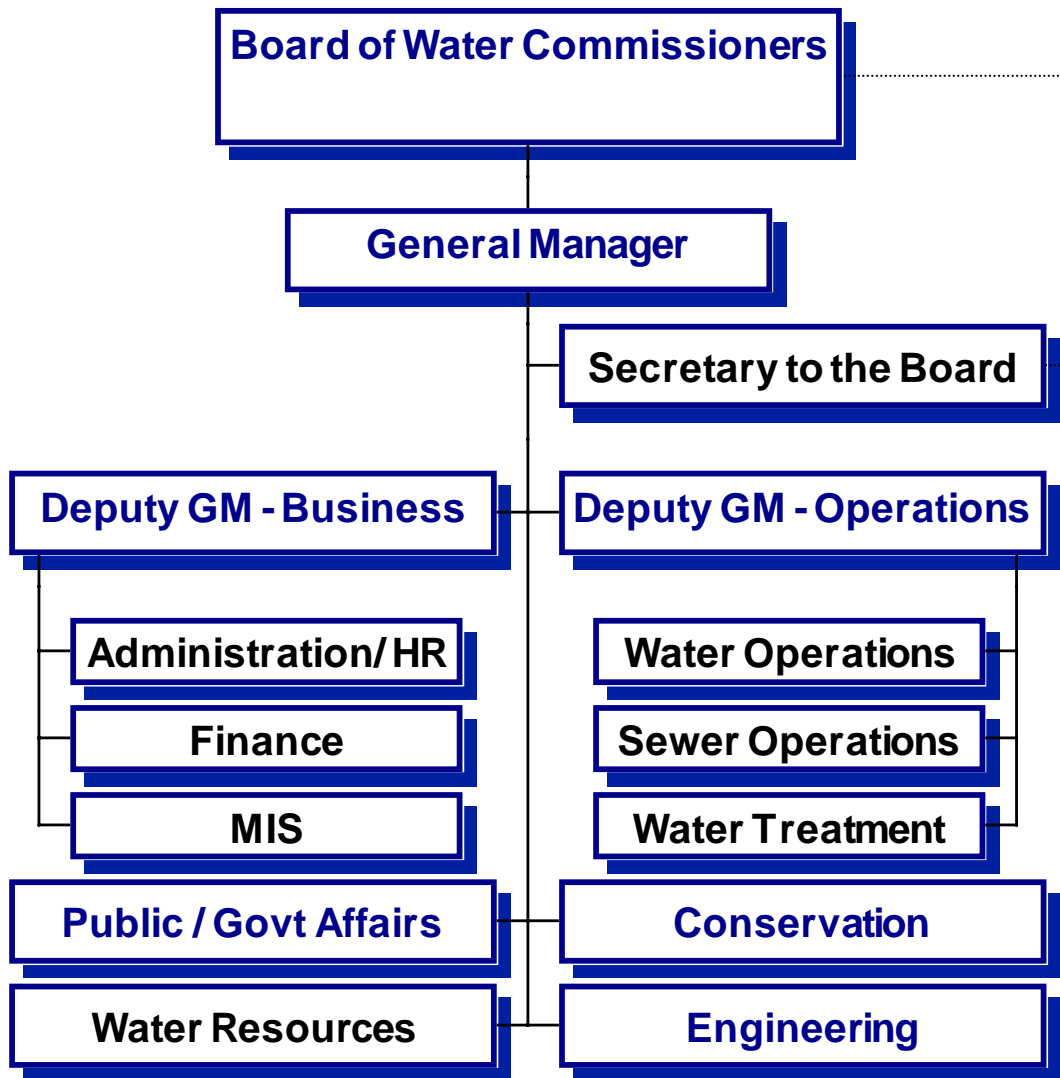 Board of Water Commissioners
General Manager
Secretary to the Board
Deputy GM - Business
Deputy GM - Operations
Administration/ HR
Water Operations
Finance
Sewer Operations
MIS
Water Treatment
Public / Govt Affairs
Conservation
Water Resources
Engineering